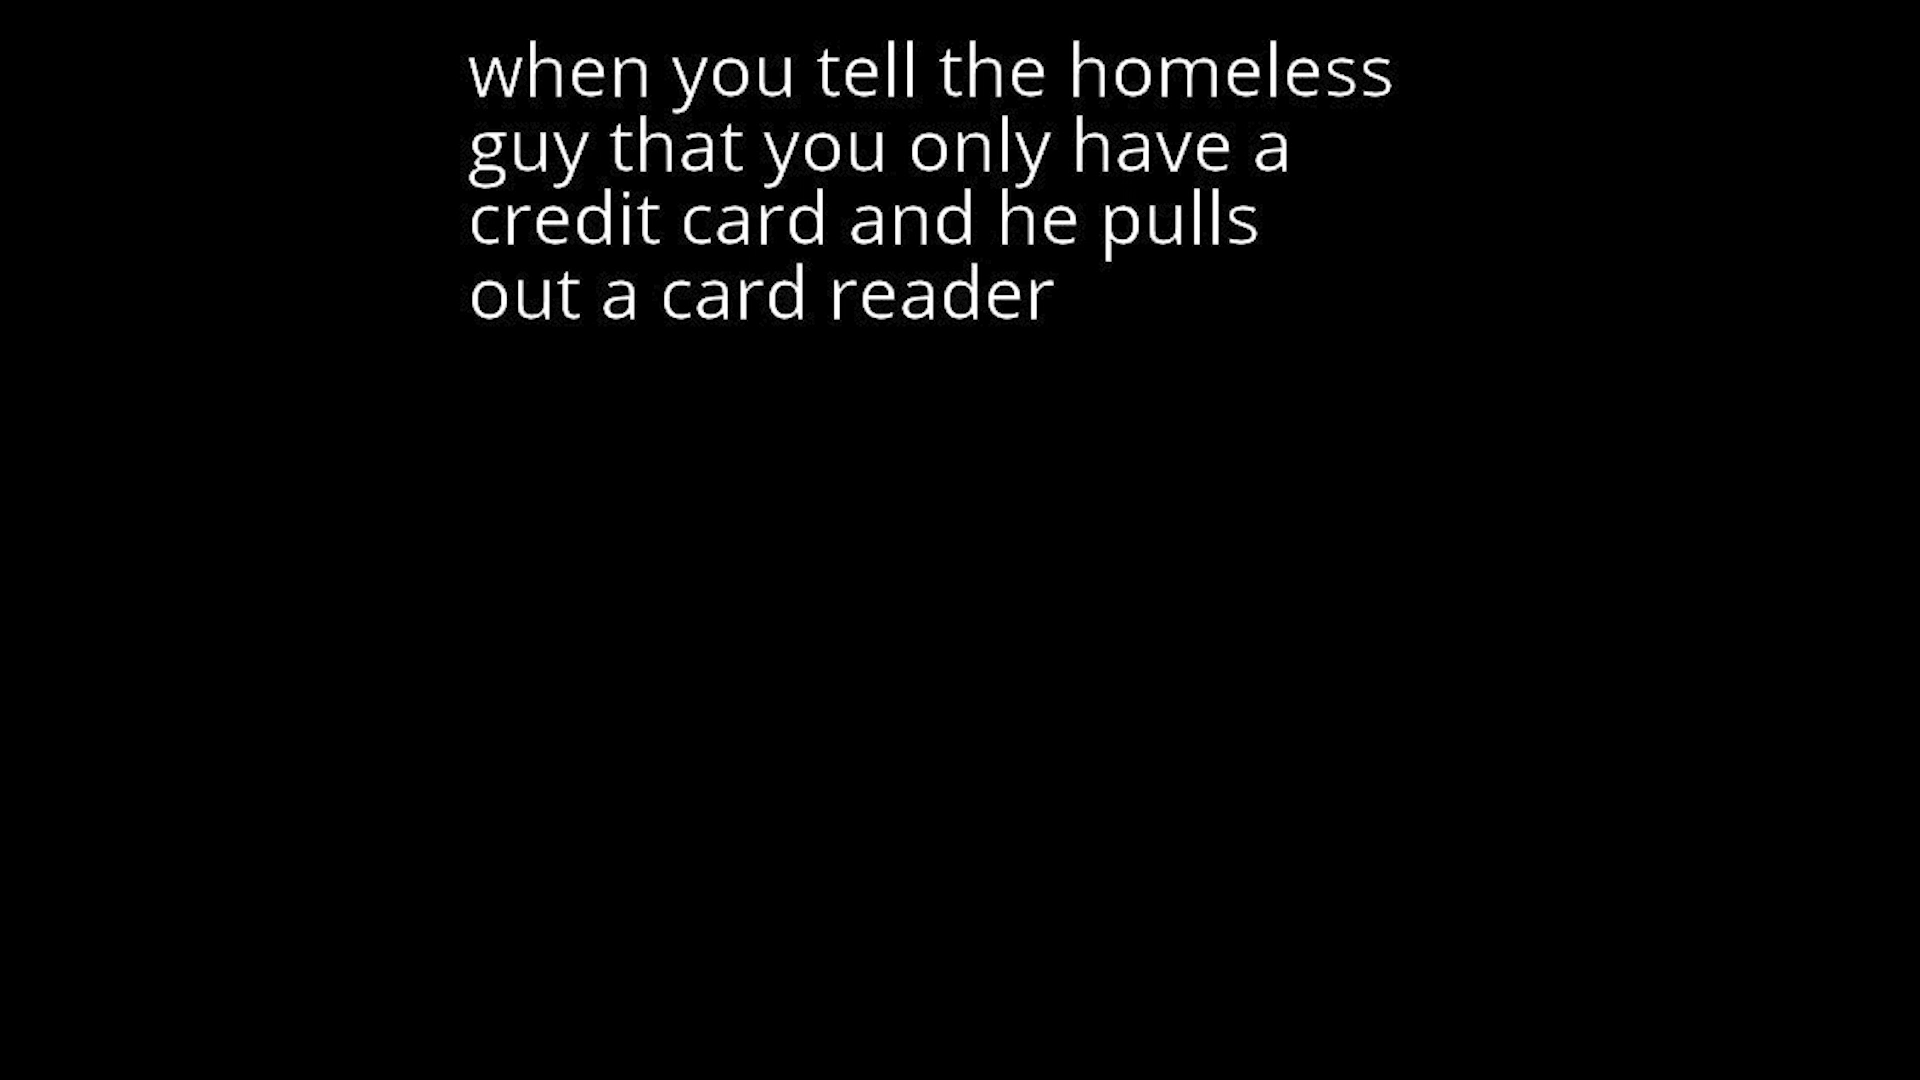 when you tell the homeless
guy that you only have a
credit card and he pulls
out a card reader